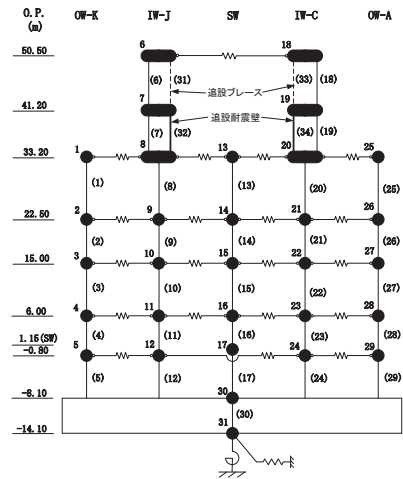 O.P. OW-K IW-J SW IW-C OW-A
(m)
50.50 6 18
(6) (31) (33) (18)
追設ブレース
41.20 7 19
追設耐震壁
(7) (32) (34) (19)
33.20 1 8 13 20 25
(1) (8) (13) (20) (25)
22.50 2 9 14 21 26
(2) (9) (14) (21) (26)
15.00 3 10 15 22 27
(3) (10) (15) (22) (27)
6.00 4 11 16 23 28
1.15(SW) (4) (11) (16) (23) (28)
-0.80 5 12 17 24 29
(5) (12) (17) (24) (29)
-8.10 30
(30)
-14.10 31